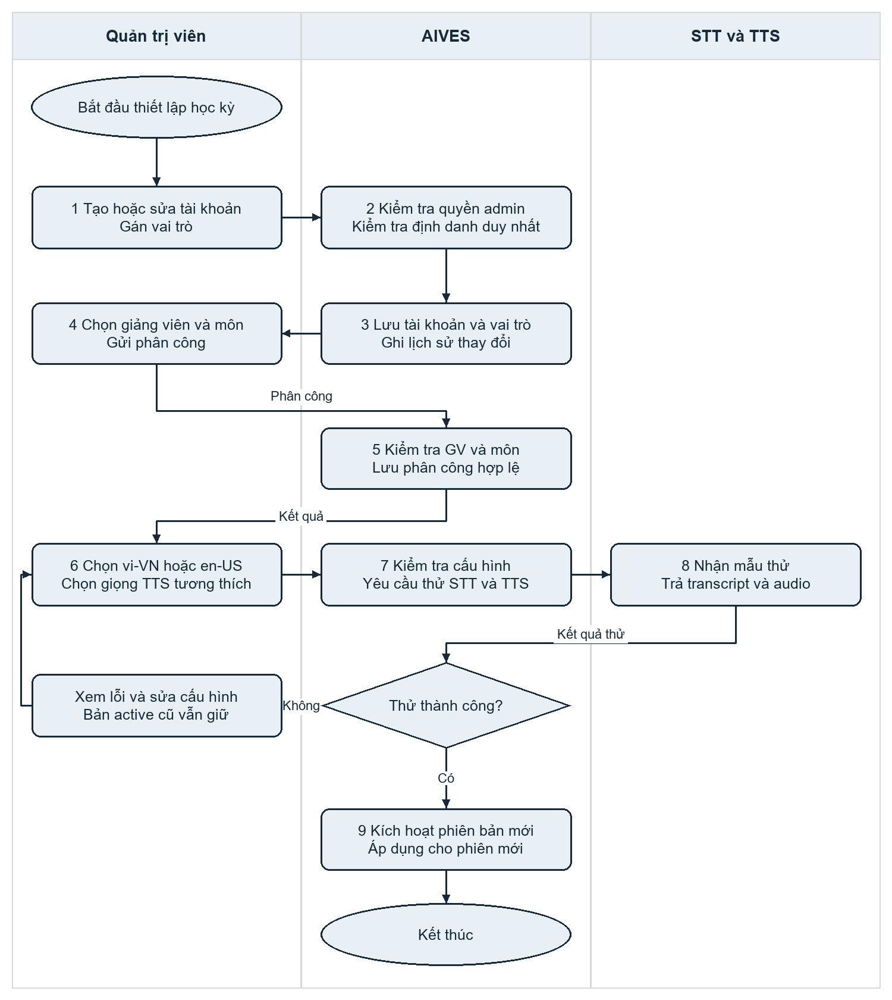 Quản trị viên
AIVES
STT và TTS
Bắt đầu thiết lập học kỳ
1 Tạo hoặc sửa tài khoản
Gán vai trò
2 Kiểm tra quyền admin
Kiểm tra định danh duy nhất
4 Chọn giảng viên và môn
Gửi phân công
3 Lưu tài khoản và vai trò
Ghi lịch sử thay đổi
Phân công
5 Kiểm tra GV và môn
Lưu phân công hợp lệ
Kết quả
6 Chọn vi-VN hoặc en-US
Chọn giọng TTS tương thích
7 Kiểm tra cấu hình
Yêu cầu thử STT và TTS
8 Nhận mẫu thử
Trả transcript và audio
Kết quả thử
Xem lỗi và sửa cấu hình
Bản active cũ vẫn giữ
Không
Thử thành công?
Có
9 Kích hoạt phiên bản mới
Áp dụng cho phiên mới
Kết thúc